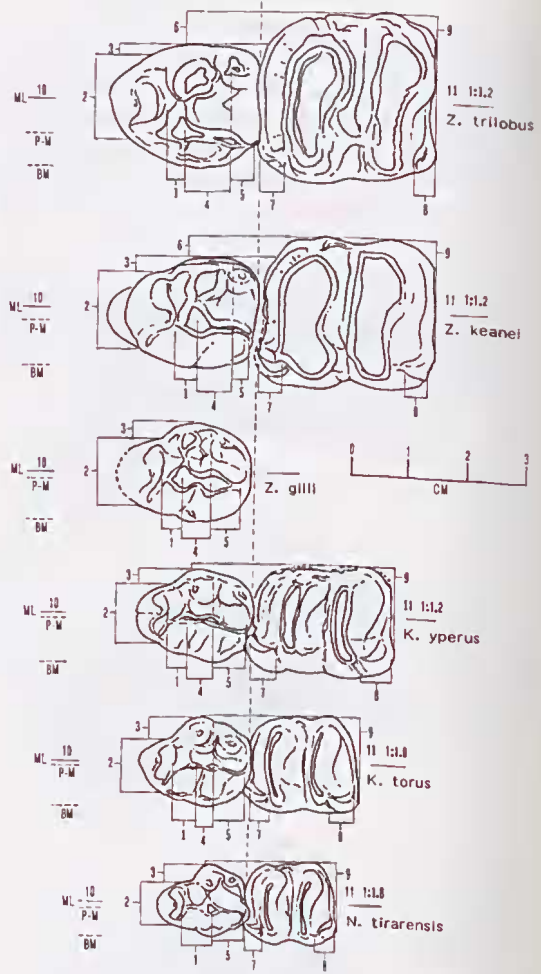 6
3
9
ML 10
2
11 1:1.2
P-M
Z. trilobus
BM
1
5
4
7
8
6
9
3
ML 10
2
11 1:1.2
P-M
Z. keanei
BM
1
5
4
7
8
3
ML 10
2
P-M
Z. gilli
0 1 2 3
CM
BM
1
5
4
3
9
ML 10
2
11 1:1.2
P-M
K. yperus
BM
1
5
4
7
8
3
9
ML 10
2
11 1:1.8
P-M
K. torus
BM
1
5
4
7
8
3
9
ML 10
2
11 1:1.8
P-M
N. tirarensis
BM
1
5
7
8